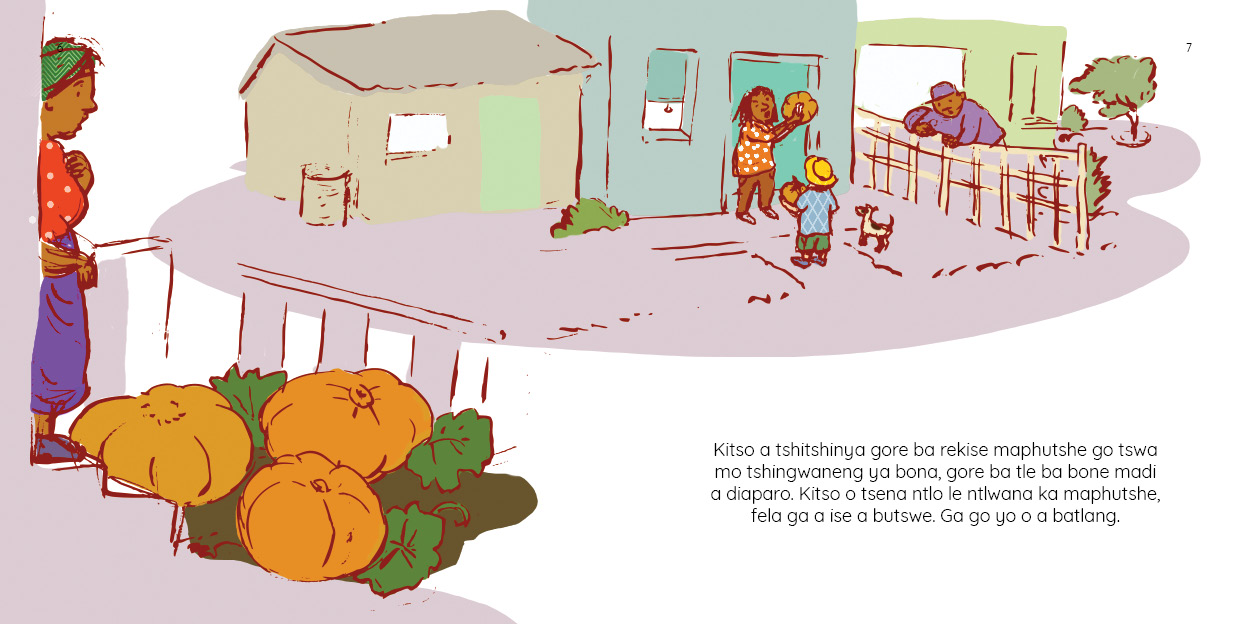 6
7
Kitso a tshitshinya gore ba rekise maphutshe go tswa
mo tshingwaneng ya bona, gore ba tle ba bone madi
a diaparo. Kitso o tsena ntlo le ntlwana ka maphutshe,
fela ga a ise a butswe. Ga go yo o a batlang.